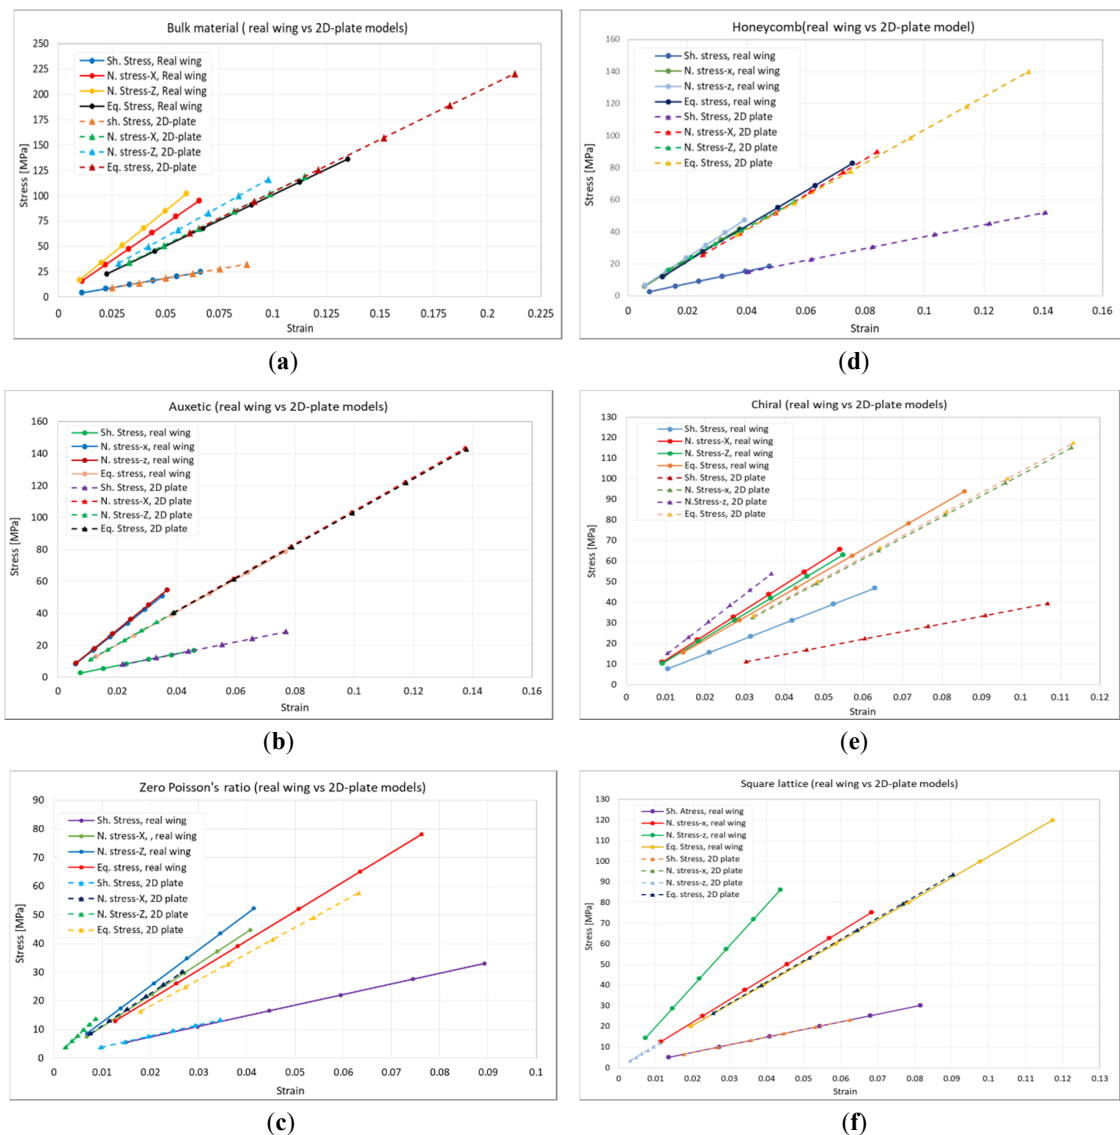 Bulk material ( real wing vs 2D-plate models)
250
225
200
175
150
125
100
75
50
25
0
Stress [MPa]
Sh. Stress, Real wing
N. stress-X, Real wing
N. Stress-Z, Real wing
Eq. Stress, Real wing
sh. Stress, 2D-plate
N. stress-X, 2D-plate
N. Stress-Z, 2D-plate
Eq. stress, 2D-plate
0 0.025 0.05 0.075 0.1 0.125 0.15 0.175 0.2 0.225
Strain
(a)
Honeycomb(real wing vs 2D-plate model)
160
140
120
100
80
60
40
20
0
Stress [MPa]
Sh. stress, real wing
N. stress-x, real wing
N. stress-z, real wing
Eq. stress, real wing
Sh. stress, 2D plate
N. stress-X, 2D plate
N. Stress-Z, 2D plate
Eq. Stress, 2D plate
0 0.02 0.04 0.06 0.08 0.1 0.12 0.14 0.16
Strain
(d)
Auxetic (real wing vs 2D-plate models)
160
140
120
100
80
60
40
20
0
Stress [MPa]
Sh. Stress, real wing
N. stress-x, real wing
N. stress-z, real wing
Eq. stress, real wing
Sh. Stress, 2D plate
N. stress-X, 2D plate
N. Stress-Z, 2D plate
Eq. Stress, 2D plate
0 0.02 0.04 0.06 0.08 0.1 0.12 0.14 0.16
Strain
(b)
Chiral (real wing vs 2D-plate models)
130
120
110
100
90
80
70
60
50
40
30
20
10
0
Stress [MPa]
Sh. Stress, real wing
N. stress-X, real wing
N. Stress-Z, real wing
Eq. Stress, real wing
Sh. Stress, 2D plate
N. stress-x, 2D plate
N.Stress-z, 2D plate
Eq. Stress, 2D plate
0 0.01 0.02 0.03 0.04 0.05 0.06 0.07 0.08 0.09 0.1 0.11 0.12
Strain
(e)
Zero Poisson's ratio (real wing vs 2D-plate models)
90
80
70
60
50
40
30
20
10
0
Stress [MPa]
Sh. Stress, real wing
N. stress-X, , real wing
N. stress-Z, real wing
Eq. stress, real wing
Sh. Stress, 2D plate
N. stress-X, 2D plate
N. Stress-Z, 2D plate
Eq. Stress, 2D plate
0 0.01 0.02 0.03 0.04 0.05 0.06 0.07 0.08 0.09 0.1
Strain
(c)
Square lattice (real wing vs 2D-plate models)
130
120
110
100
90
80
70
60
50
40
30
20
10
0
Stress [MPa]
Sh. Atress, real wing
N. stress-x, real wing
N. Stress-z, real wing
Eq. Stress, real wing
Sh. Stress, 2D plate
N. stress-x, 2D plate
N. stress-z, 2D plate
Eq. stress, 2D plate
0 0.01 0.02 0.03 0.04 0.05 0.06 0.07 0.08 0.09 0.1 0.11 0.12 0.13
Strain
(f)